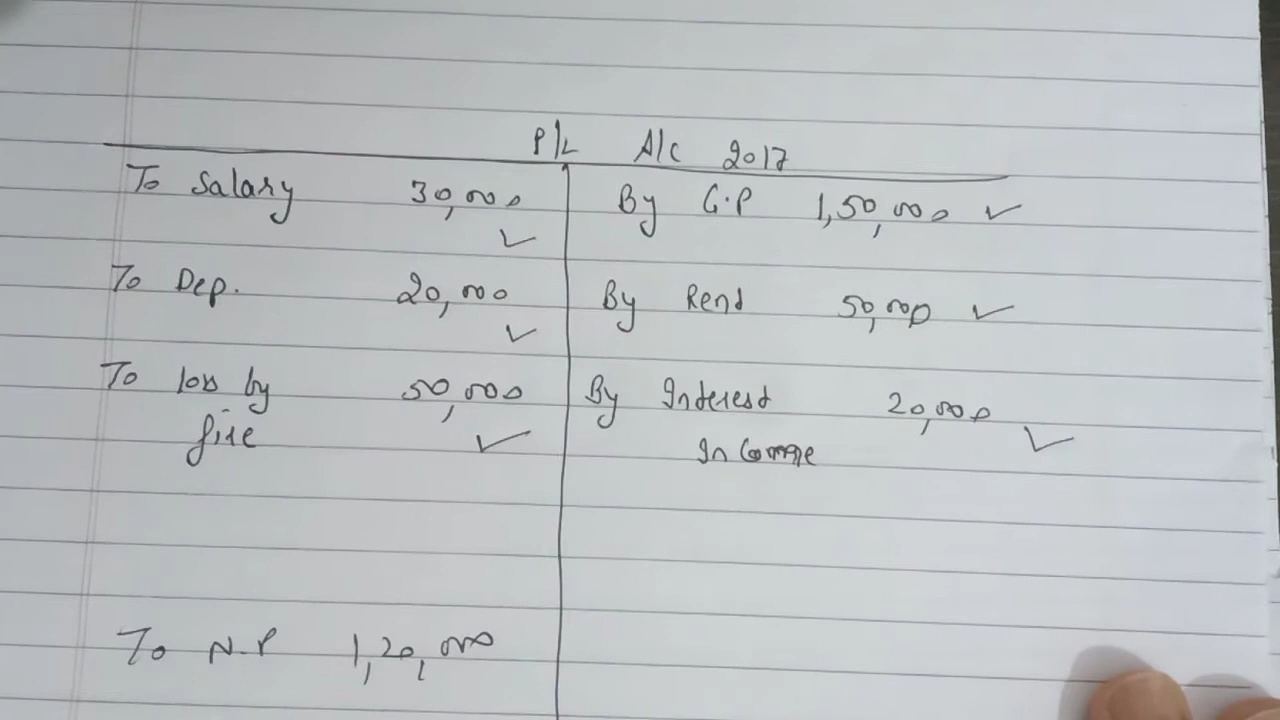 P/L A/c 2017
To Salary 30,000 By G.P 1,50,000
To Dep. 20,000 By Rend 50,000
To loss by 50,000 By Interest 20,000
fire Income
To N.P 1,20,000